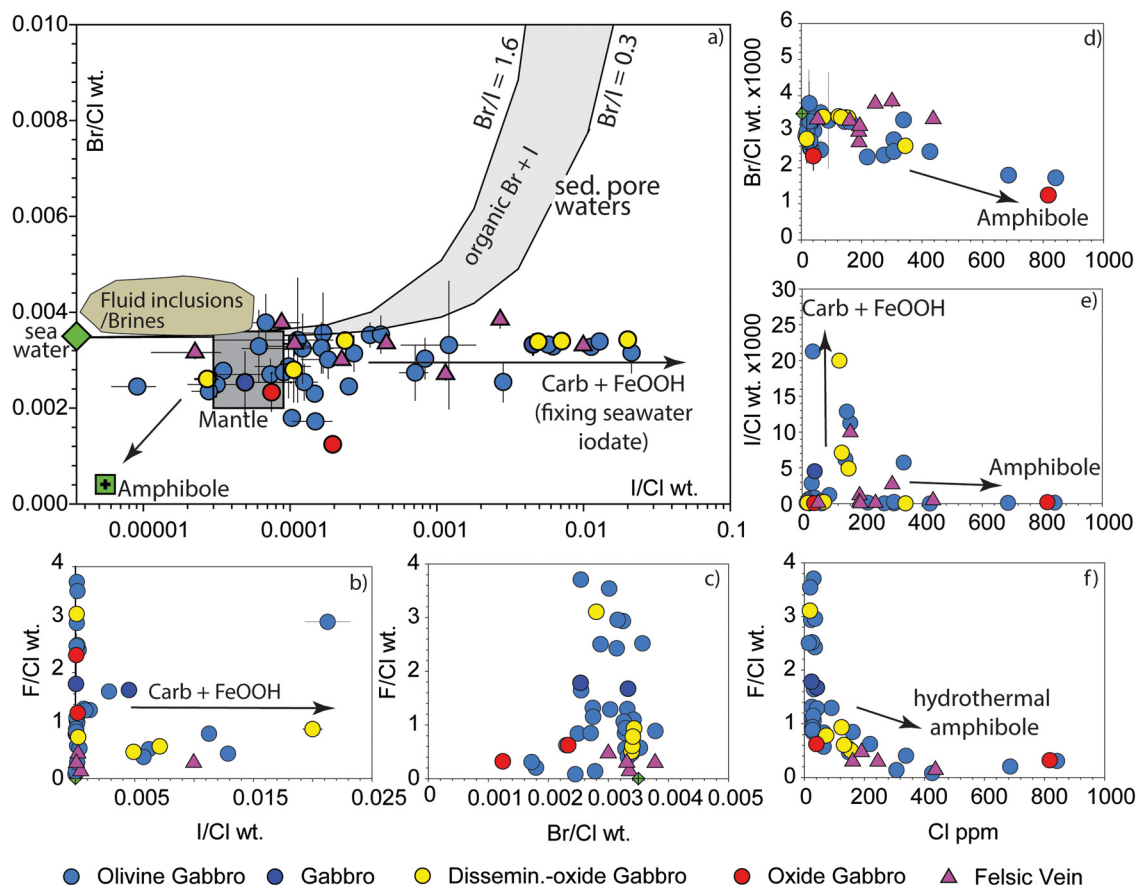 a)
Br/Cl wt.
0.010
0.008
0.006
0.004
0.002
0.000
Br/I = 1.6
Br/I = 0.3
organic Br + I
sed. pore
waters
Fluid inclusions
/Brines
sea
water
Mantle
Carb + FeOOH
(fixing seawater
iodate)
Amphibole
I/Cl wt.
0.00001
0.0001
0.001
0.01
0.1
d)
Br/Cl wt. x1000
6
5
4
3
2
1
0
Amphibole
0
200
400
600
800
1000
e)
I/Cl wt. x1000
30
25
20
15
10
5
0
Carb + FeOOH
Amphibole
0
200
400
600
800
1000
b)
F/Cl wt.
4
3
2
1
0
Carb + FeOOH
0.005
0.015
0.025
I/Cl wt.
c)
F/Cl wt.
4
3
2
1
0
0
0.001
0.002
0.003
0.004
0.005
Br/Cl wt.
f)
F/Cl wt.
4
3
2
1
0
hydrothermal
amphibole
0
200
400
600
800
1000
Cl ppm
Olivine Gabbro
Gabbro
Dissemin.-oxide Gabbro
Oxide Gabbro
Felsic Vein